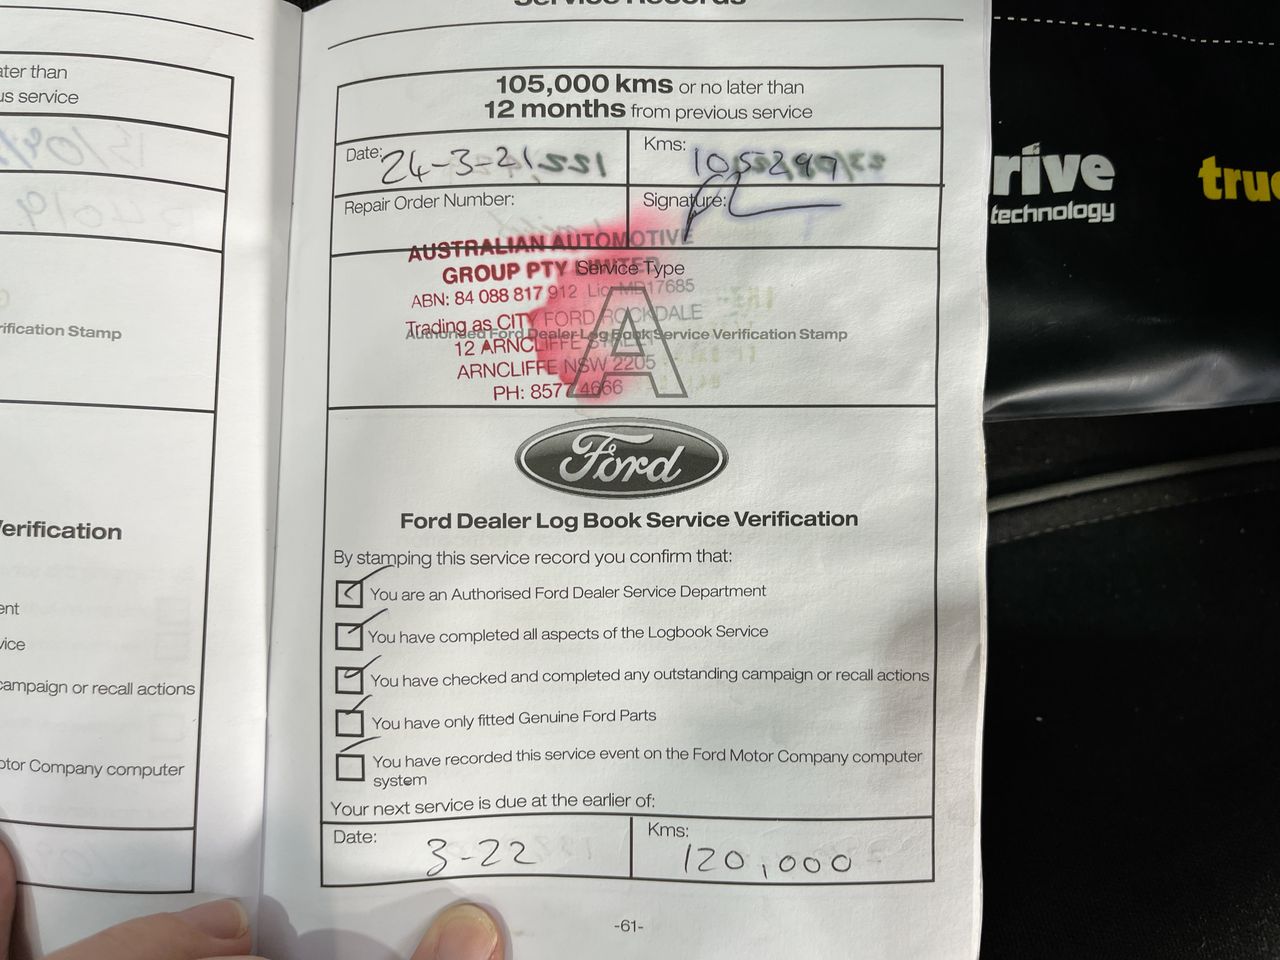 Service Records
ater than
us service
rification Stamp
erification
ent
vice
campaign or recall actions
otor Company computer
105,000 kms or no later than
12 months from previous service
Date: 24-3-21
Kms: 105297
Repair Order Number:
Signature:
AUSTRALIAN AUTOMOTIVE
GROUP PTY LIMITED
Service Type
ABN: 84 088 817 912 Lic MD17685
Trading as CITY FORD ROCKDALE
Authorised Ford Dealer Log Book Service Verification Stamp
12 ARNCLIFFE STREET
ARNCLIFFE NSW 2205
PH: 8577 4666
A
Ford
Ford Dealer Log Book Service Verification
By stamping this service record you confirm that:
You are an Authorised Ford Dealer Service Department
You have completed all aspects of the Logbook Service
You have checked and completed any outstanding campaign or recall actions
You have only fitted Genuine Ford Parts
You have recorded this service event on the Ford Motor Company computer
system
Your next service is due at the earlier of:
Date: 3-22
Kms: 120,000
-61-
rive
technology
true